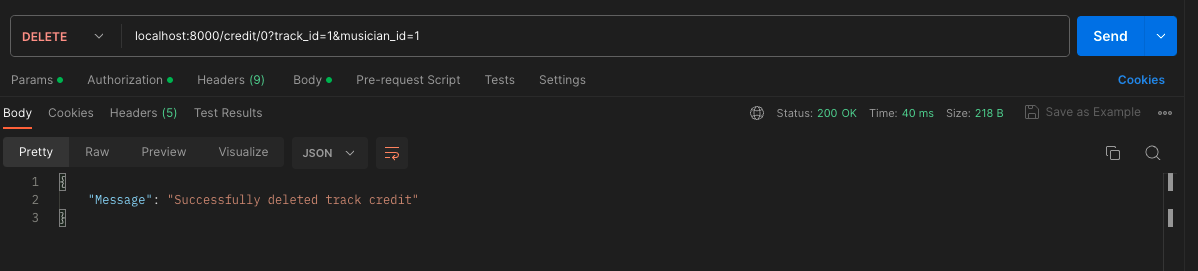 DELETE localhost:8000/credit/0?track_id=1&musician_id=1 Send
Params Authorization Headers (9) Body Pre-request Script Tests Settings Cookies
Body Cookies Headers (5) Test Results Status: 200 OK Time: 40 ms Size: 218 B Save as Example
Pretty Raw Preview Visualize JSON
1 {
2 "Message": "Successfully deleted track credit"
3 }